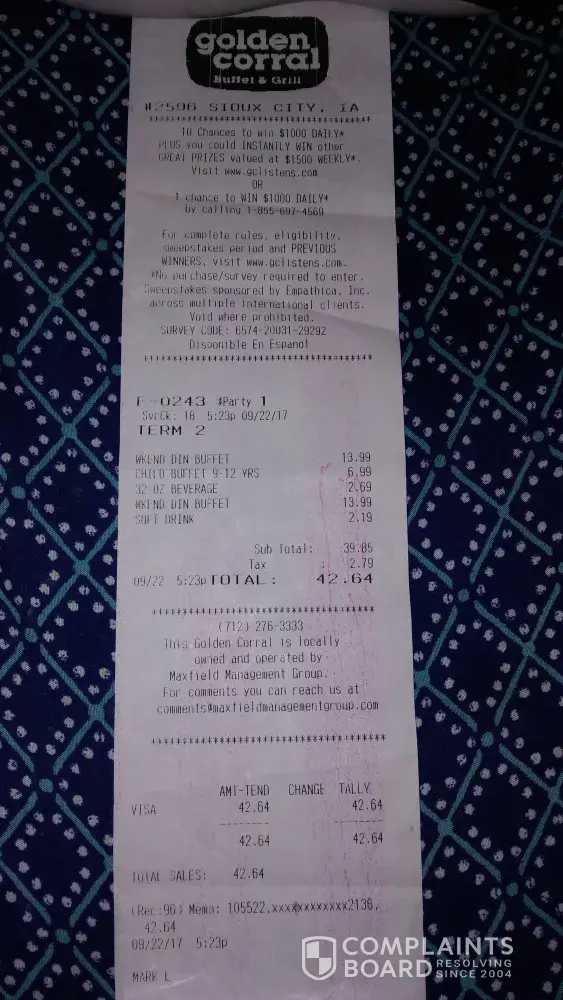 golden
corral
Buffet & Grill
#2596 SIOUX CITY, IA
10 Chances to win $1000 DAILY*
PLUS you could INSTANTLY WIN other
GREAT PRIZES valued at $1500 WEEKLY*.
Visit www.gclistens.com
OR
1 chance to WIN $1000 DAILY*
by calling 1-855-697-4569
For complete rules, eligibility,
sweepstakes period and PREVIOUS
WINNERS, visit www.gclistens.com.
*No purchase/survey required to enter.
Sweepstakes sponsored by Empathica, Inc.
across multiple international clients.
Void where prohibited.
SURVEY CODE: 6574-20031-29292
Disponible En Espanol
F-0243 #Party 1
SvrCk: 18 5:23p 09/22/17
TERM 2
WKEND DIN BUFFET 13.99
CHILD BUFFET 9-12 YRS 6.99
32 OZ BEVERAGE 2.69
WKEND DIN BUFFET 13.99
SOFT DRINK 2.19
Sub Total: 39.85
Tax : 2.79
09/22 5:23p TOTAL: 42.64
(712) 276-3333
This Golden Corral is locally
owned and operated by
Maxfield Management Group.
For comments you can reach us at
comments@maxfieldmanagementgroup.com
AMT-TEND CHANGE TALLY
VISA 42.64 42.64
42.64 42.64
TOTAL SALES: 42.64
(Rec:96) Memo: 105522,xxxxxxxxxxxx2136,
42.64
09/22/17 5:23p
MARK L
COMPLAINTS
BOARD RESOLVING
SINCE 2004